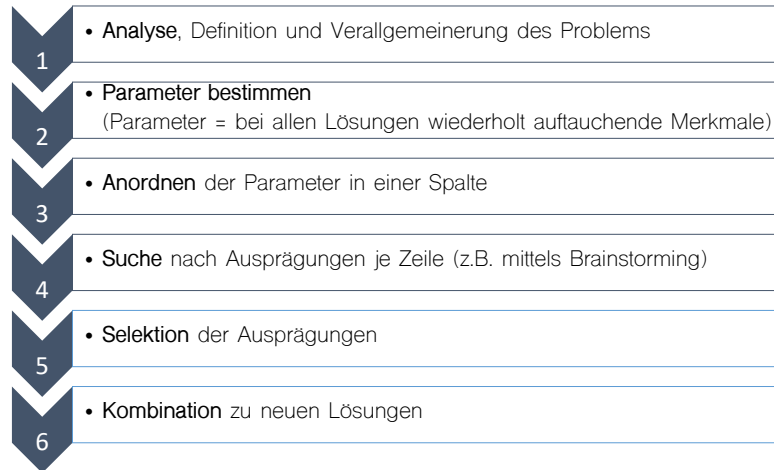 1
• Analyse, Definition und Verallgemeinerung des Problems
2
• Parameter bestimmen
(Parameter = bei allen Lösungen wiederholt auftauchende Merkmale)
3
• Anordnen der Parameter in einer Spalte
4
• Suche nach Ausprägungen je Zeile (z.B. mittels Brainstorming)
5
• Selektion der Ausprägungen
6
• Kombination zu neuen Lösungen